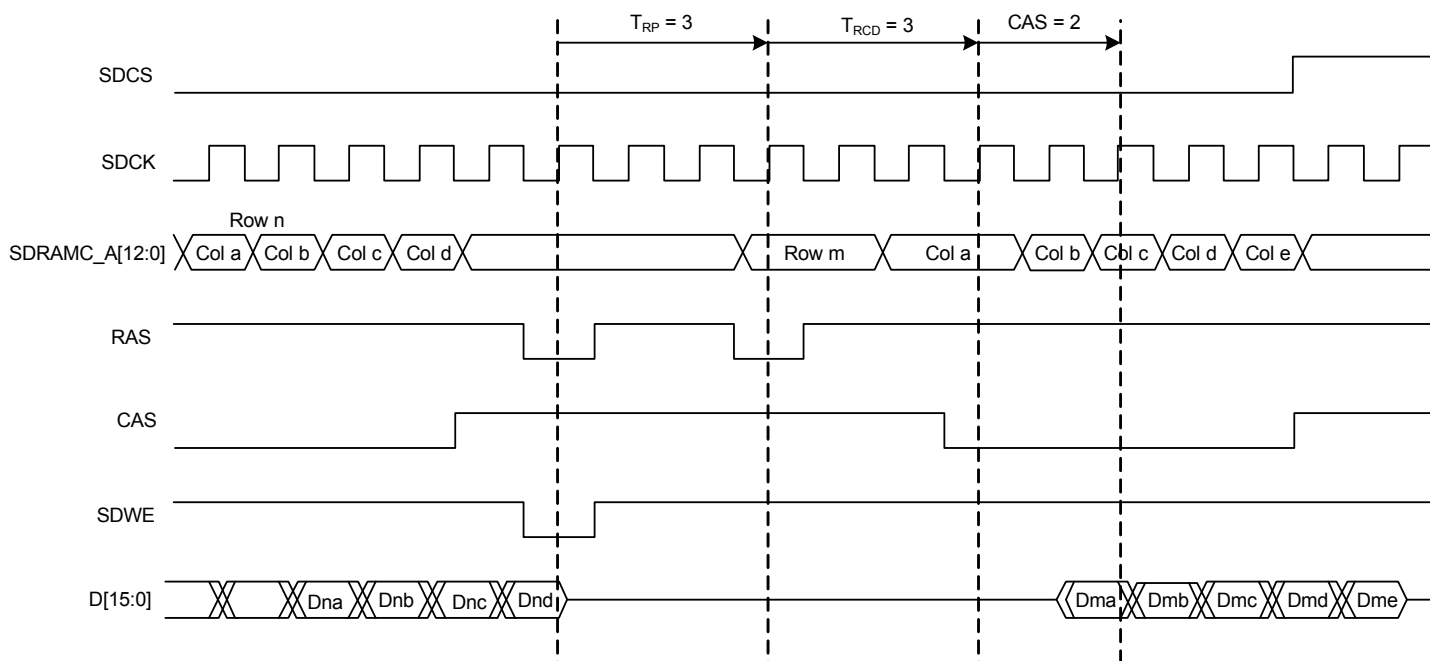 T_RP = 3 T_RCD = 3 CAS = 2
SDCS
SDCK
Row n
SDRAMC_A[12:0] Col a Col b Col c Col d Row m Col a Col b Col c Col d Col e
RAS
CAS
SDWE
D[15:0] Dna Dnb Dnc Dnd Dma Dmb Dmc Dmd Dme